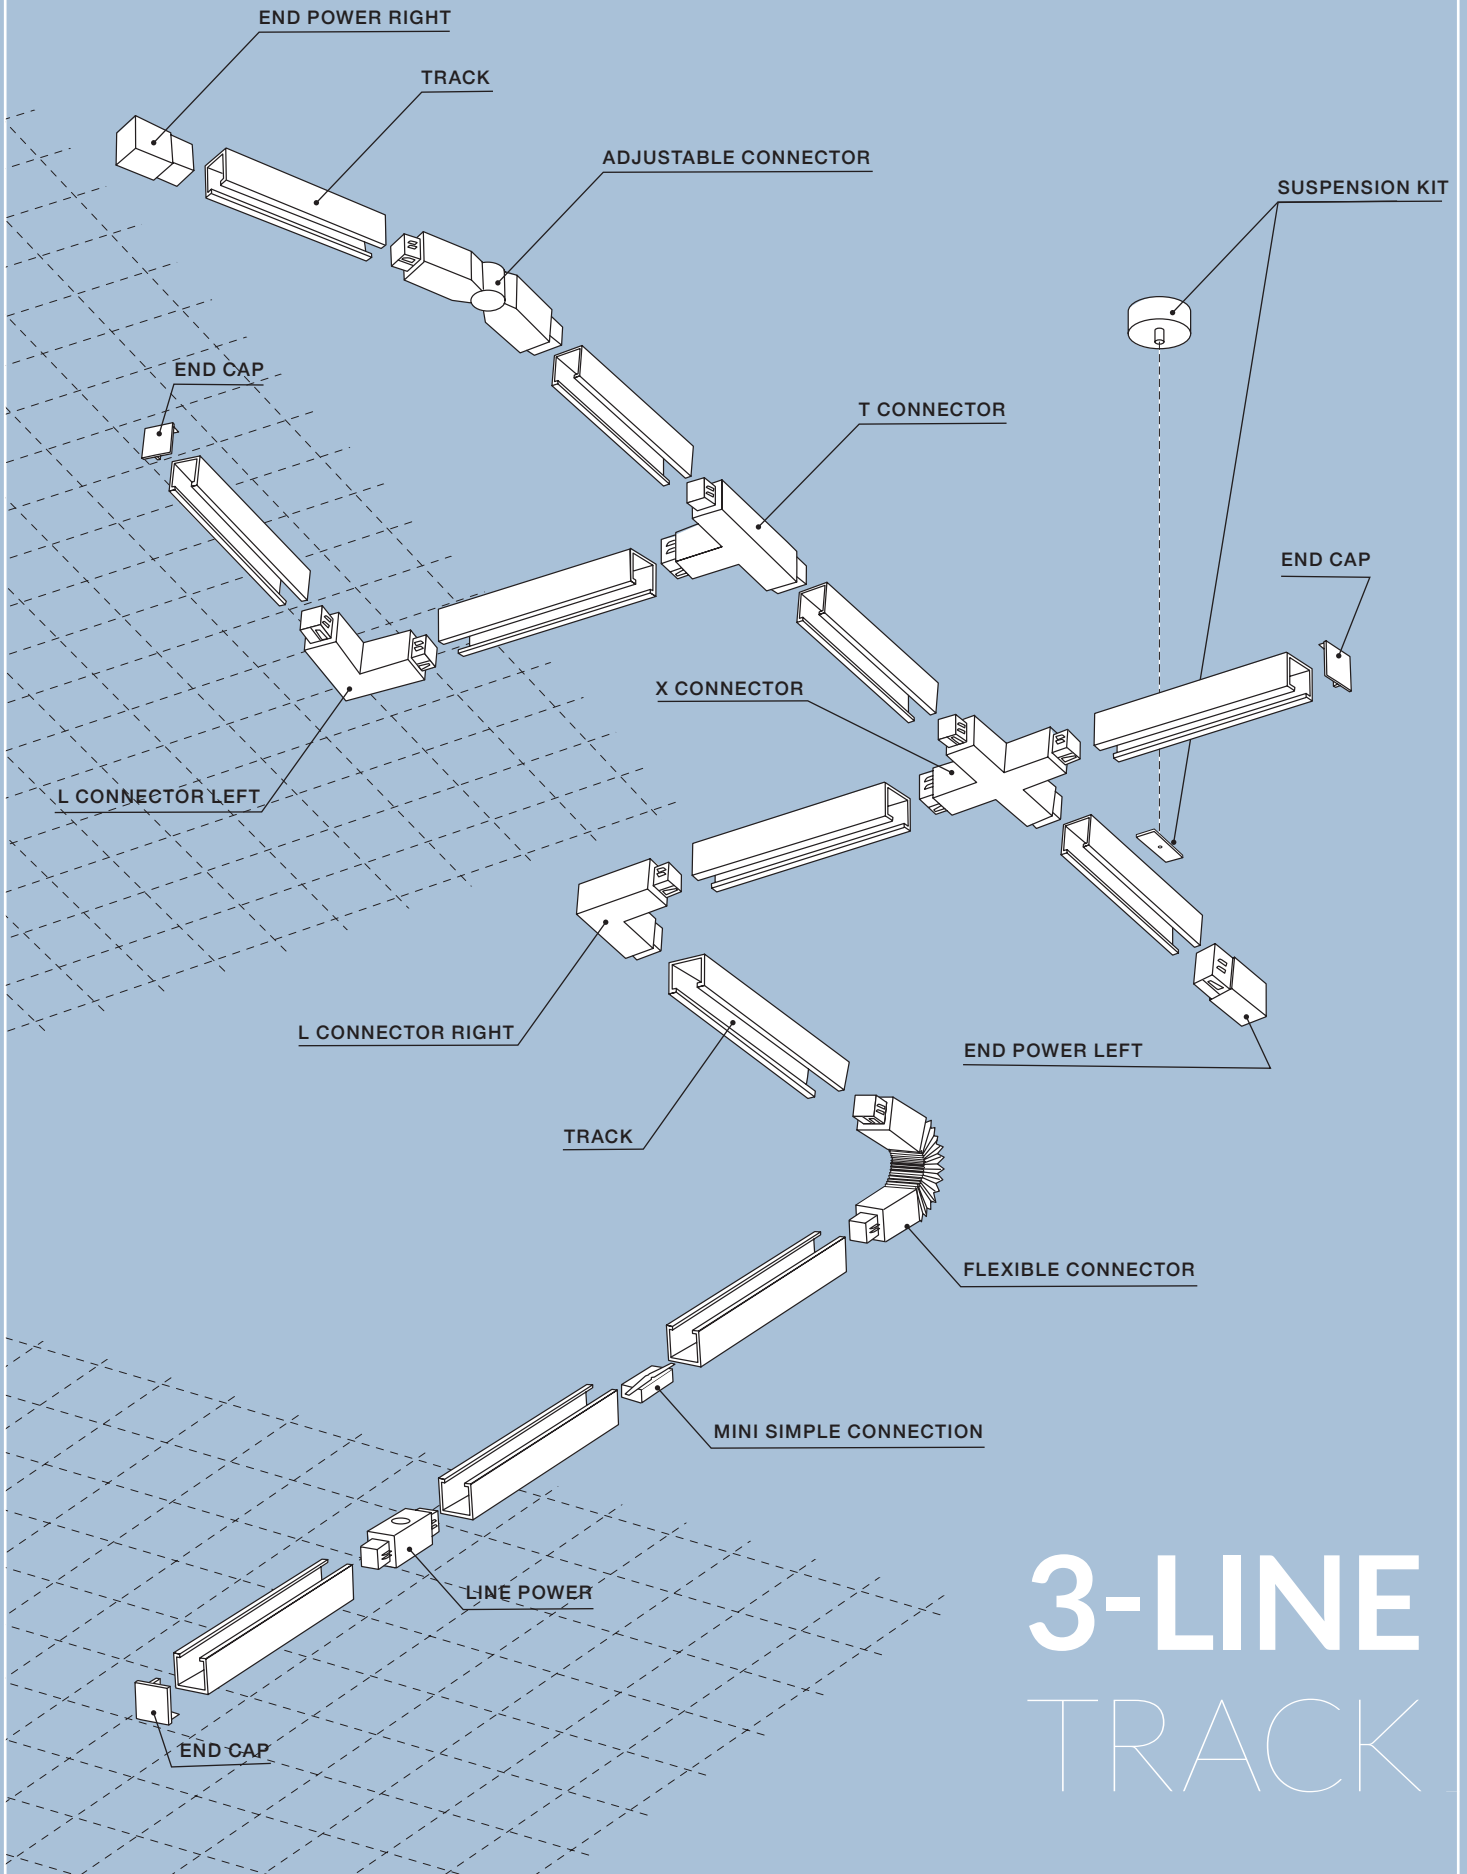 END POWER RIGHT
TRACK
ADJUSTABLE CONNECTOR
SUSPENSION KIT
END CAP
T CONNECTOR
END CAP
X CONNECTOR
L CONNECTOR LEFT
L CONNECTOR RIGHT
END POWER LEFT
TRACK
FLEXIBLE CONNECTOR
MINI SIMPLE CONNECTION
LINE POWER
END CAP
3-LINE
TRACK